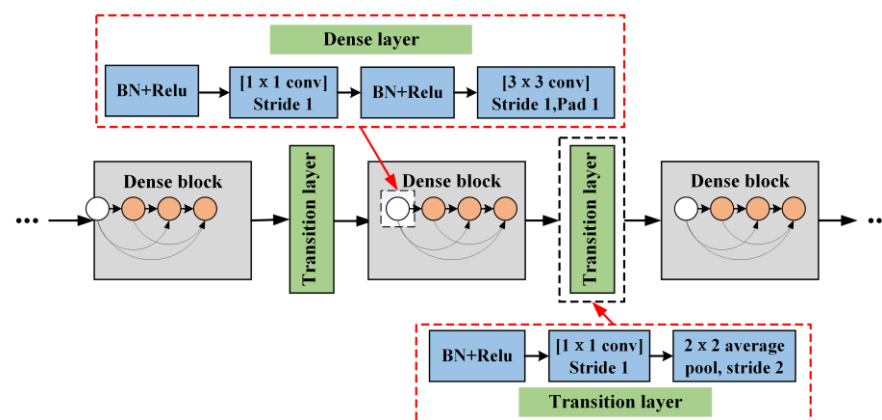 Dense layer
BN+Relu
[1 x 1 conv]
Stride 1
BN+Relu
[3 x 3 conv]
Stride 1,Pad 1
...
Dense block
Transition layer
Dense block
Transition layer
Dense block
..
BN+Relu
[1 x 1 conv]
Stride 1
2 x 2 average
pool, stride 2
Transition layer